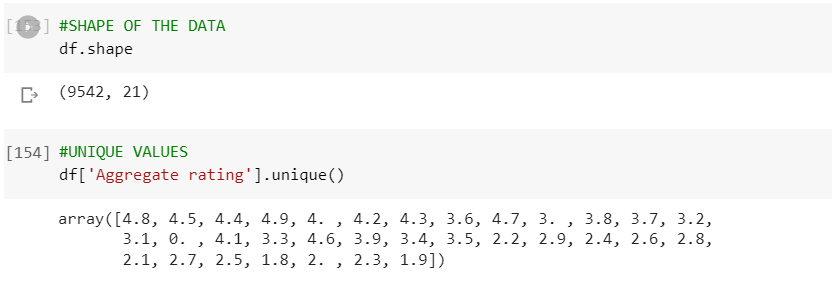 [153] #SHAPE OF THE DATA
df.shape
(9542, 21)
[154] #UNIQUE VALUES
df['Aggregate rating'].unique()
array([4.8, 4.5, 4.4, 4.9, 4. , 4.2, 4.3, 3.6, 4.7, 3. , 3.8, 3.7, 3.2,
3.1, 0. , 4.1, 3.3, 4.6, 3.9, 3.4, 3.5, 2.2, 2.9, 2.4, 2.6, 2.8,
2.1, 2.7, 2.5, 1.8, 2. , 2.3, 1.9])